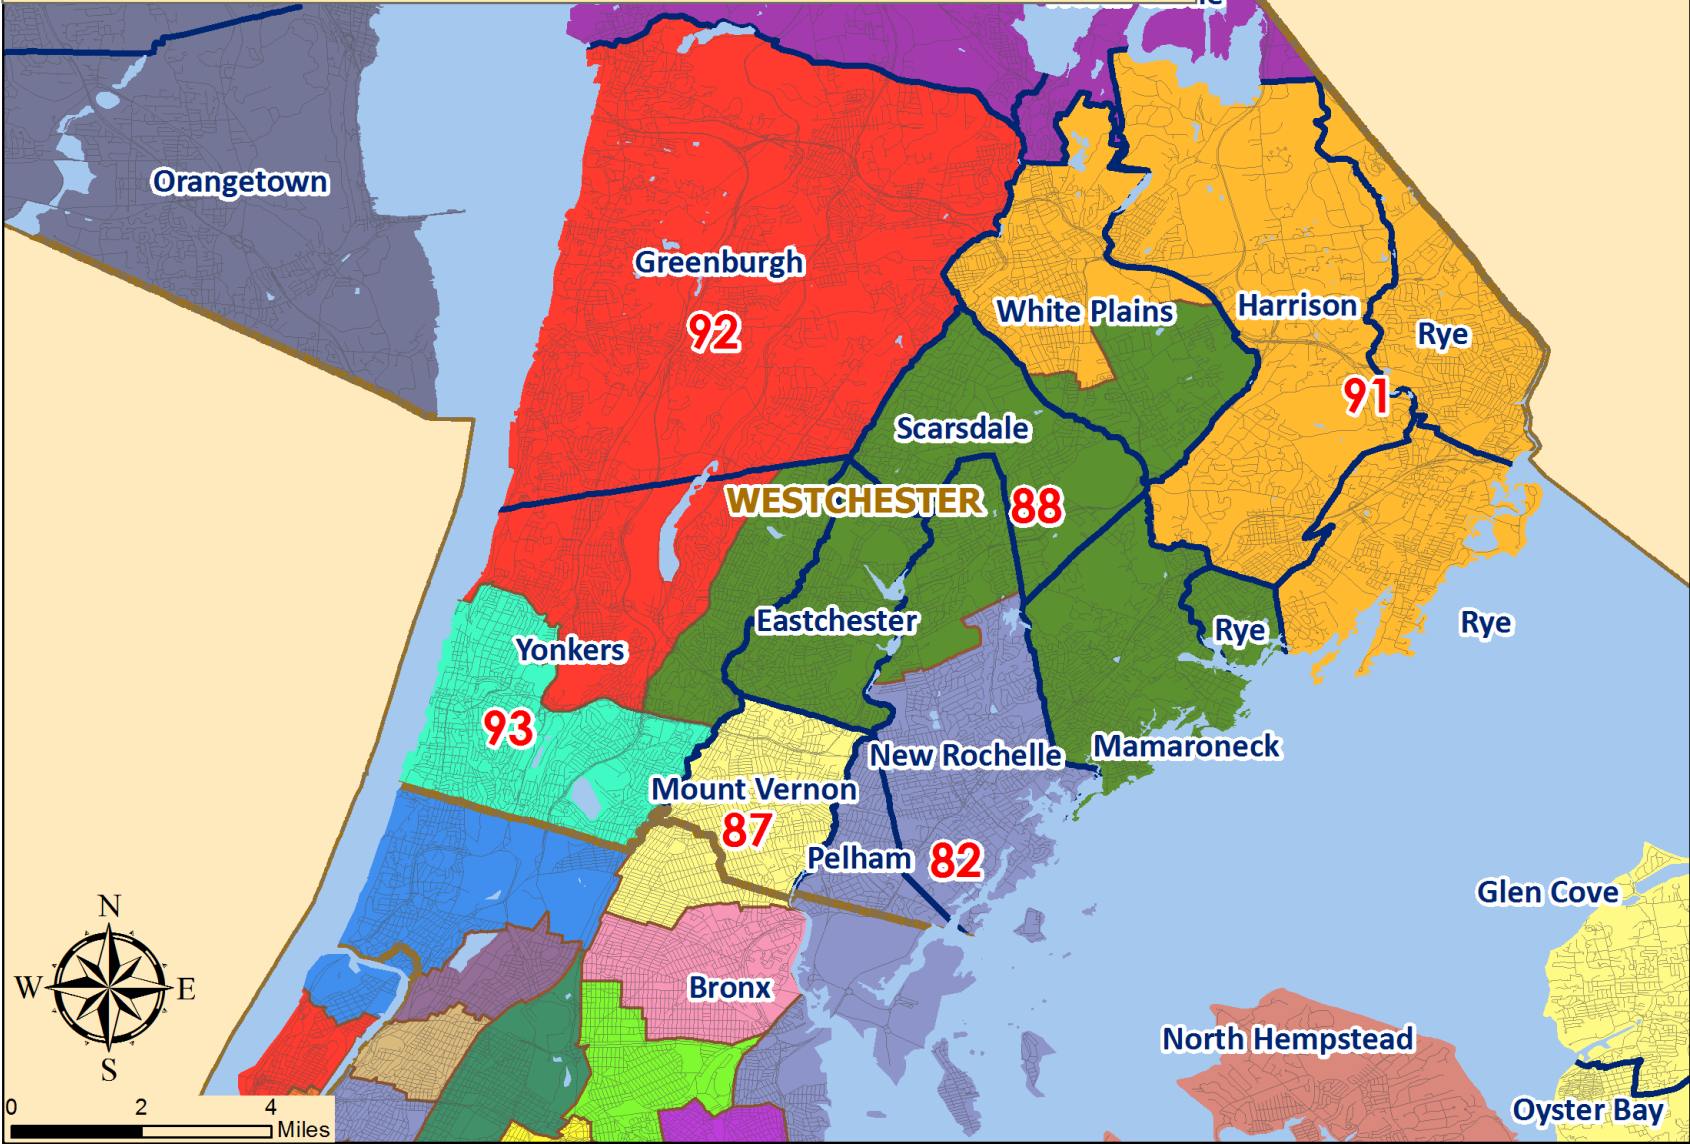 Orangetown
Greenburgh
92
White Plains
Harrison
Rye
91
Scarsdale
WESTCHESTER
88
Eastchester
Yonkers
Rye
Rye
93
New Rochelle
Mamaroneck
Mount Vernon
87
Pelham
82
Glen Cove
Bronx
North Hempstead
Oyster Bay
N
W
E
S
0 2 4
Miles